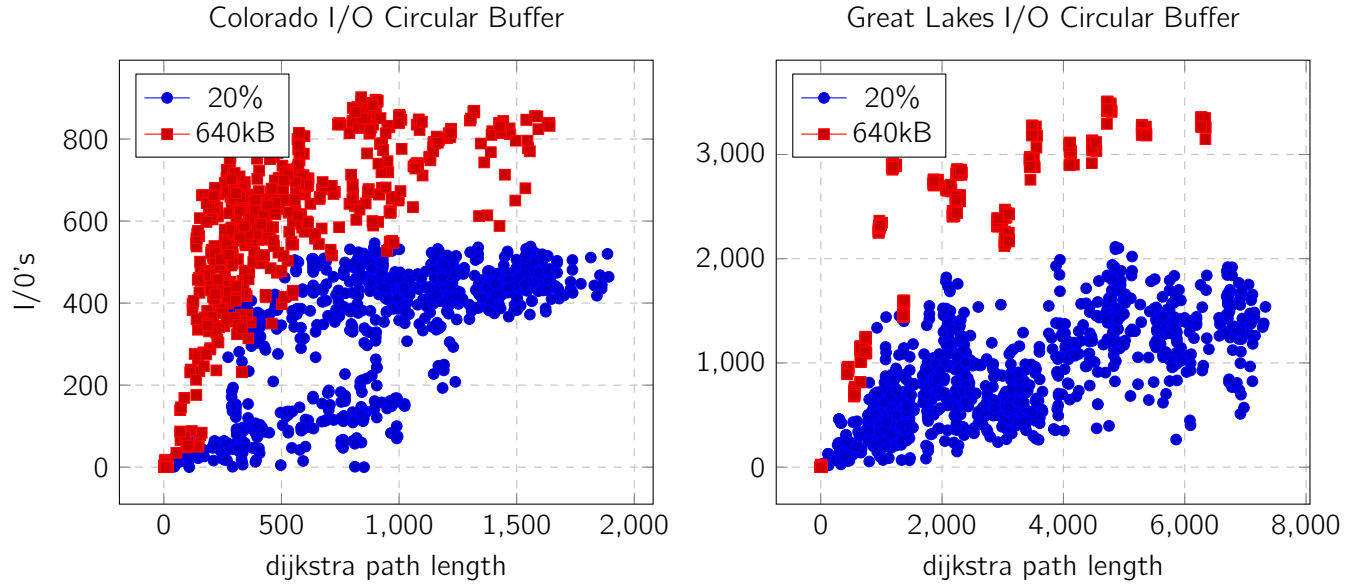 Colorado I/O Circular Buffer
20%
640kB
800
600
400
200
0
I/0's
0 500 1,000 1,500 2,000
dijkstra path length
Great Lakes I/O Circular Buffer
20%
640kB
3,000
2,000
1,000
0
0 2,000 4,000 6,000 8,000
dijkstra path length